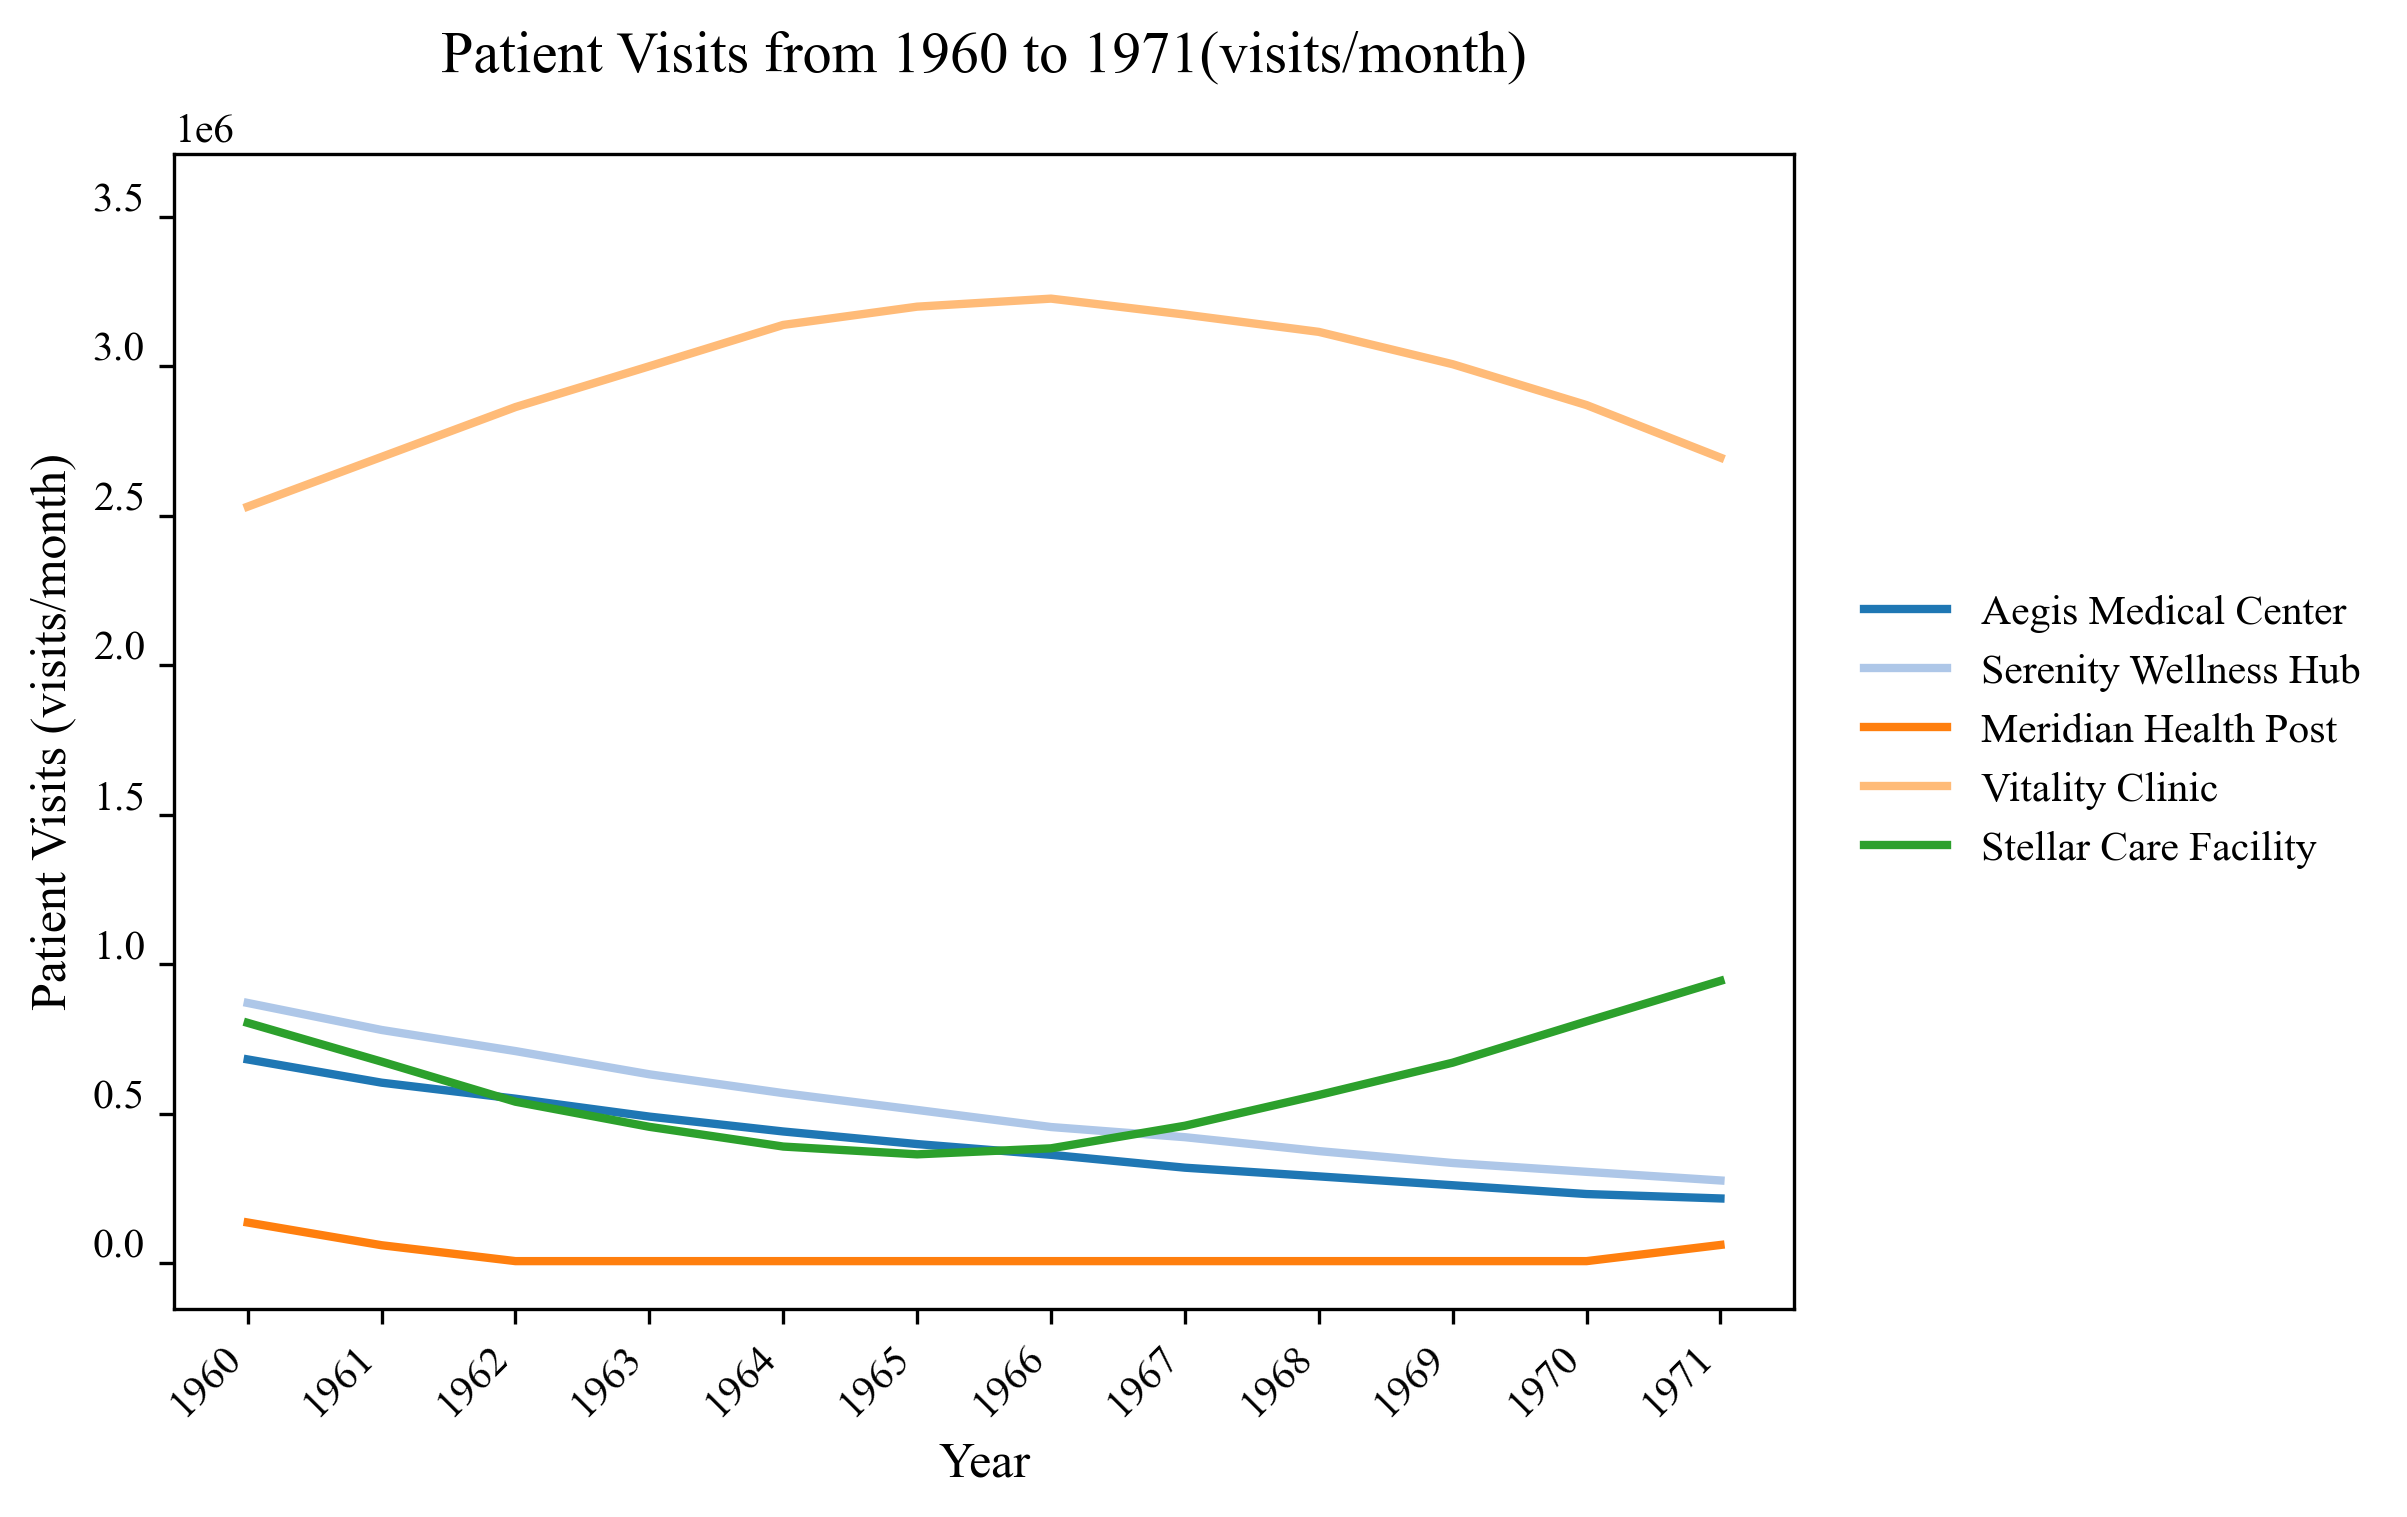 Patient Visits from 1960 to 1971(visits/month)
1e6
3.5
3.0
2.5
2.0
1.5
1.0
0.5
0.0
Patient Visits (visits/month)
1960
1961
1962
1963
1964
1965
1966
1967
1968
1969
1970
1971
Year
Aegis Medical Center
Serenity Wellness Hub
Meridian Health Post
Vitality Clinic
Stellar Care Facility